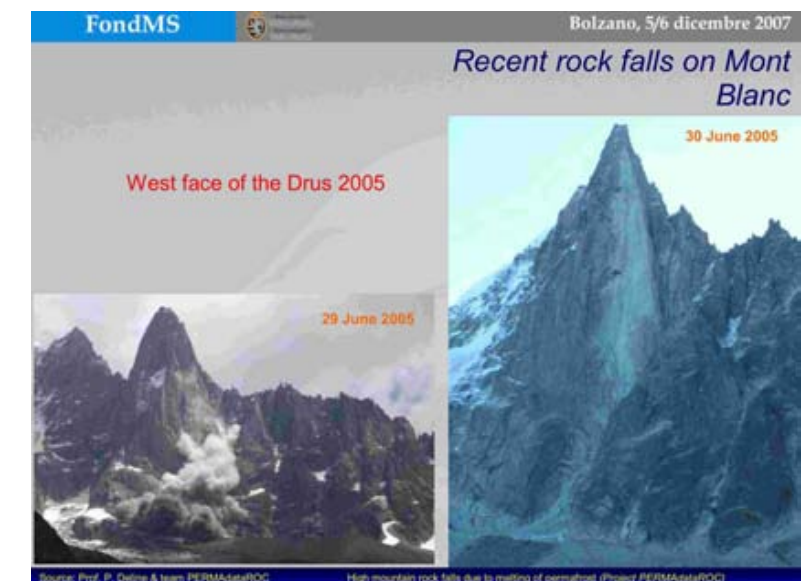 FondMS
Bolzano, 5/6 dicembre 2007
Recent rock falls on Mont
Blanc
30 June 2005
West face of the Drus 2005
29 June 2005
Source: Prof. P. Deline & team PERMAdataROC
High mountain rock falls due to melting of permafrost (Project PERMAdataROC)